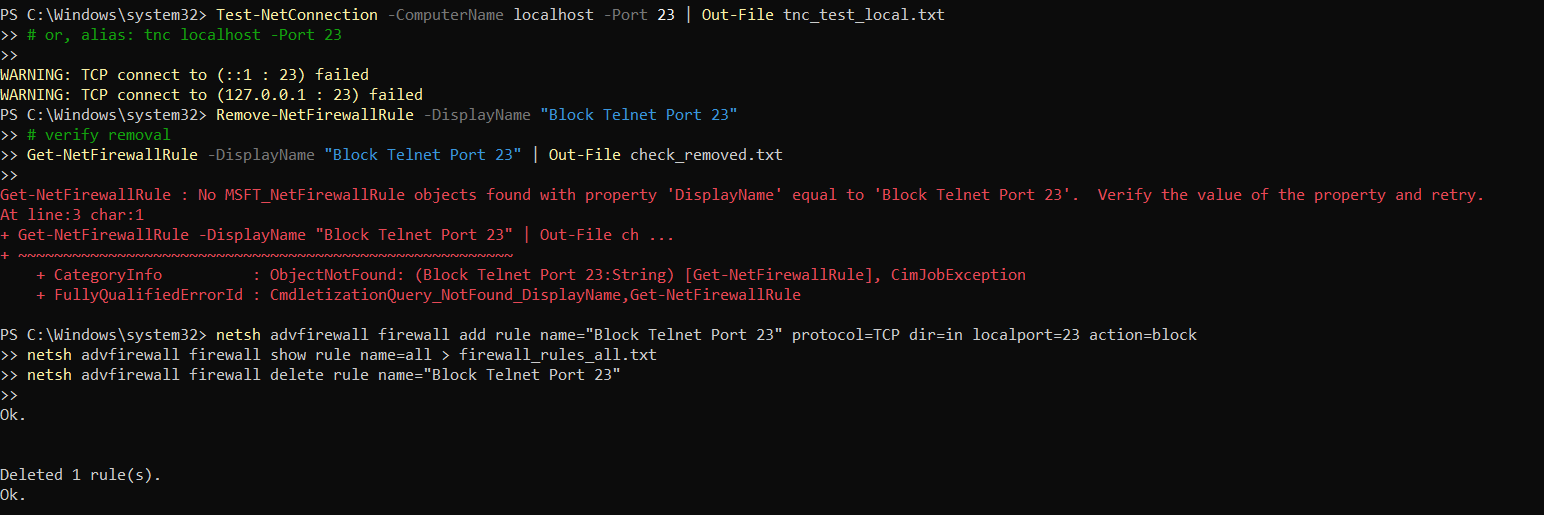 PS C:\Windows\system32> Test-NetConnection -ComputerName localhost -Port 23 | Out-File tnc_test_local.txt
>> # or, alias: tnc localhost -Port 23
>>
WARNING: TCP connect to (::1 : 23) failed
WARNING: TCP connect to (127.0.0.1 : 23) failed
PS C:\Windows\system32> Remove-NetFirewallRule -DisplayName "Block Telnet Port 23"
>> # verify removal
>> Get-NetFirewallRule -DisplayName "Block Telnet Port 23" | Out-File check_removed.txt
>>
Get-NetFirewallRule : No MSFT_NetFirewallRule objects found with property 'DisplayName' equal to 'Block Telnet Port 23'.  Verify the value of the property and retry.
At line:3 char:1
+ Get-NetFirewallRule -DisplayName "Block Telnet Port 23" | Out-File ch ...
+ ~~~~~~~~~~~~~~~~~~~~~~~~~~~~~~~~~~~~~~~~~~~~~~~~~~~~~~~
    + CategoryInfo          : ObjectNotFound: (Block Telnet Port 23:String) [Get-NetFirewallRule], CimJobException
    + FullyQualifiedErrorId : CmdletizationQuery_NotFound_DisplayName,Get-NetFirewallRule
PS C:\Windows\system32> netsh advfirewall firewall add rule name="Block Telnet Port 23" protocol=TCP dir=in localport=23 action=block
>> netsh advfirewall firewall show rule name=all > firewall_rules_all.txt
>> netsh advfirewall firewall delete rule name="Block Telnet Port 23"
>>
Ok.
Deleted 1 rule(s).
Ok.